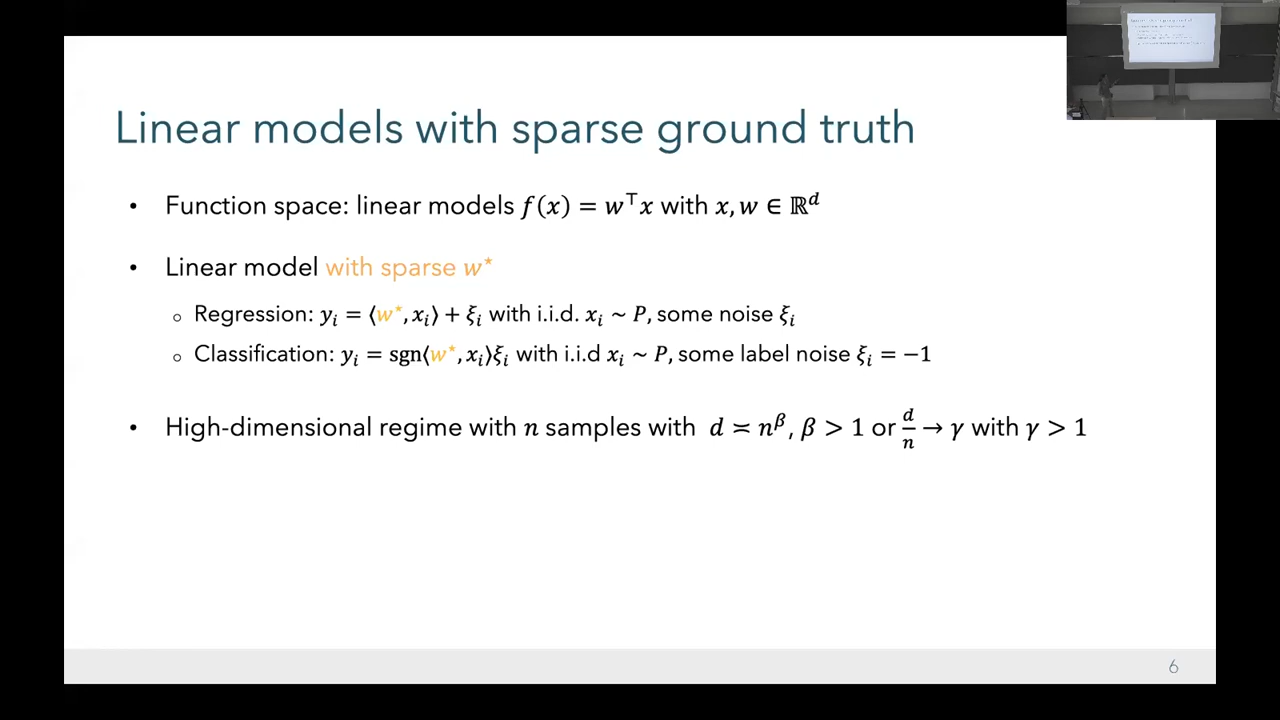 Linear models with sparse ground truth
• Function space: linear models f(x) = w⊤x with x, w ∈ ℝᵈ
• Linear model with sparse w⋆
○ Regression: yᵢ = ⟨w⋆, xᵢ⟩ + ξᵢ with i.i.d. xᵢ ~ P, some noise ξᵢ
○ Classification: yᵢ = sgn⟨w⋆, xᵢ⟩ξᵢ with i.i.d xᵢ ~ P, some label noise ξᵢ = −1
• High-dimensional regime with n samples with d ≍ nᵝ, β > 1 or d/n → γ with γ > 1
6